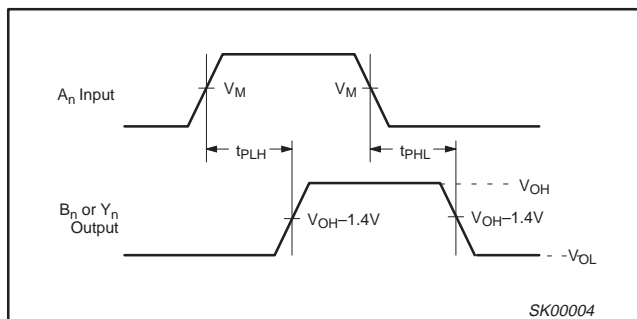 An Input
VM
VM
tPLH
tPHL
Bn or Yn
Output
VOH
VOH–1.4V
VOH–1.4V
VOL
SK00004